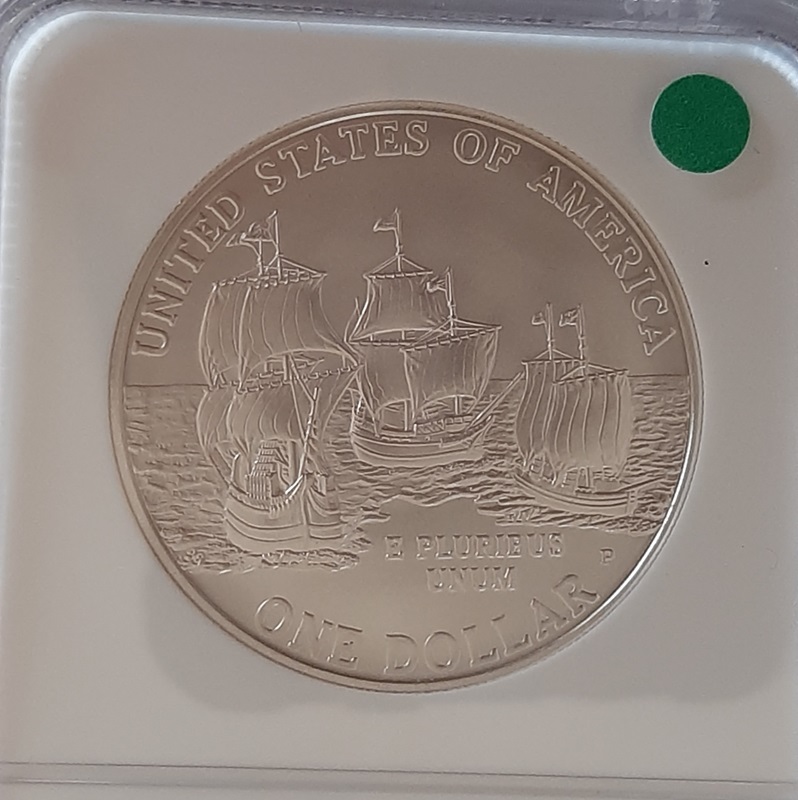 UNITED STATES OF AMERICA
E PLURIBUS
UNUM
P
ONE DOLLAR